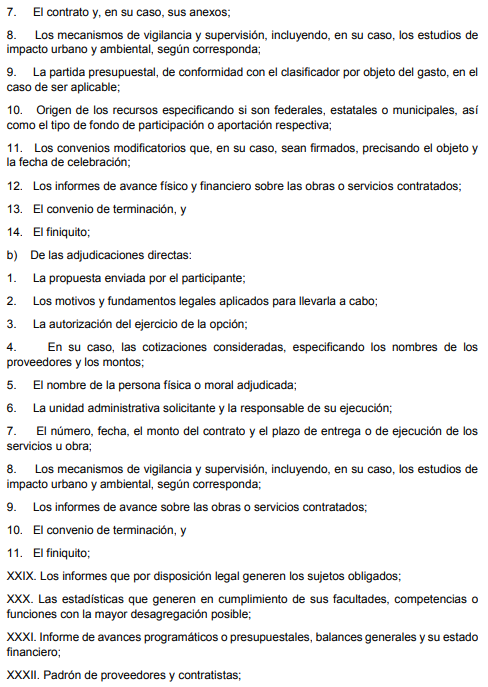 7. El contrato y, en su caso, sus anexos;
8. Los mecanismos de vigilancia y supervisión, incluyendo, en su caso, los estudios de
impacto urbano y ambiental, según corresponda;
9. La partida presupuestal, de conformidad con el clasificador por objeto del gasto, en el
caso de ser aplicable;
10. Origen de los recursos especificando si son federales, estatales o municipales, así
como el tipo de fondo de participación o aportación respectiva;
11. Los convenios modificatorios que, en su caso, sean firmados, precisando el objeto y
la fecha de celebración;
12. Los informes de avance físico y financiero sobre las obras o servicios contratados;
13. El convenio de terminación, y
14. El finiquito;
b) De las adjudicaciones directas:
1. La propuesta enviada por el participante;
2. Los motivos y fundamentos legales aplicados para llevarla a cabo;
3. La autorización del ejercicio de la opción;
4. En su caso, las cotizaciones consideradas, especificando los nombres de los
proveedores y los montos;
5. El nombre de la persona física o moral adjudicada;
6. La unidad administrativa solicitante y la responsable de su ejecución;
7. El número, fecha, el monto del contrato y el plazo de entrega o de ejecución de los
servicios u obra;
8. Los mecanismos de vigilancia y supervisión, incluyendo, en su caso, los estudios de
impacto urbano y ambiental, según corresponda;
9. Los informes de avance sobre las obras o servicios contratados;
10. El convenio de terminación, y
11. El finiquito;
XXIX. Los informes que por disposición legal generen los sujetos obligados;
XXX. Las estadísticas que generen en cumplimiento de sus facultades, competencias o
funciones con la mayor desagregación posible;
XXXI. Informe de avances programáticos o presupuestales, balances generales y su estado
financiero;
XXXII. Padrón de proveedores y contratistas;